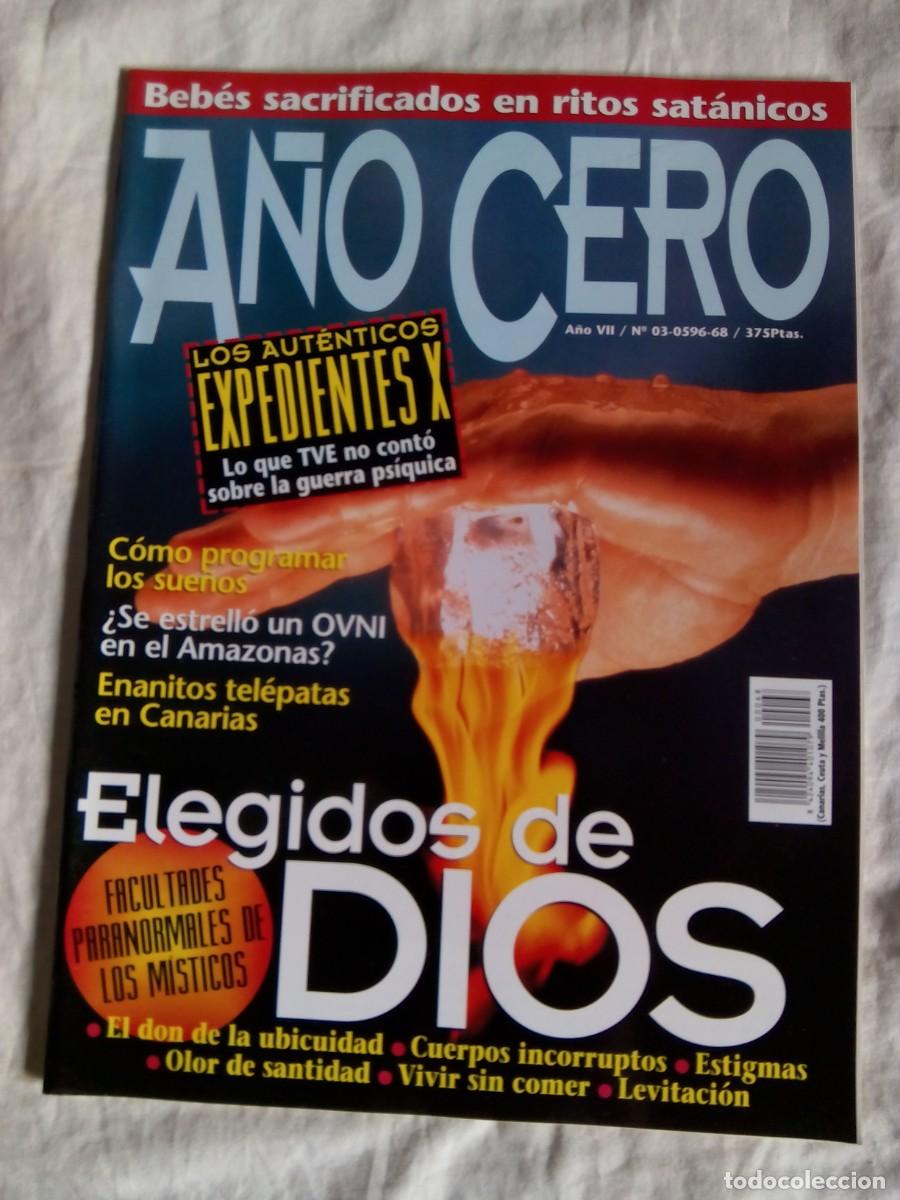 Bebés sacrificados en ritos satánicos
AÑO CERO
Año VII / Nº 03-0596-68 / 375Ptas.
LOS AUTÉNTICOS
EXPEDIENTES X
Lo que TVE no contó
sobre la guerra psíquica
Cómo programar
los sueños
¿Se estrelló un OVNI
en el Amazonas?
Enanitos telépatas
en Canarias
00068
(Canarias, Ceuta y Melilla 400 Ptas.)
Elegidos de
DIOS
FACULTADES
PARANORMALES DE
LOS MÍSTICOS
• El don de la ubicuidad • Cuerpos incorruptos • Estigmas
• Olor de santidad • Vivir sin comer • Levitación
todocoleccion